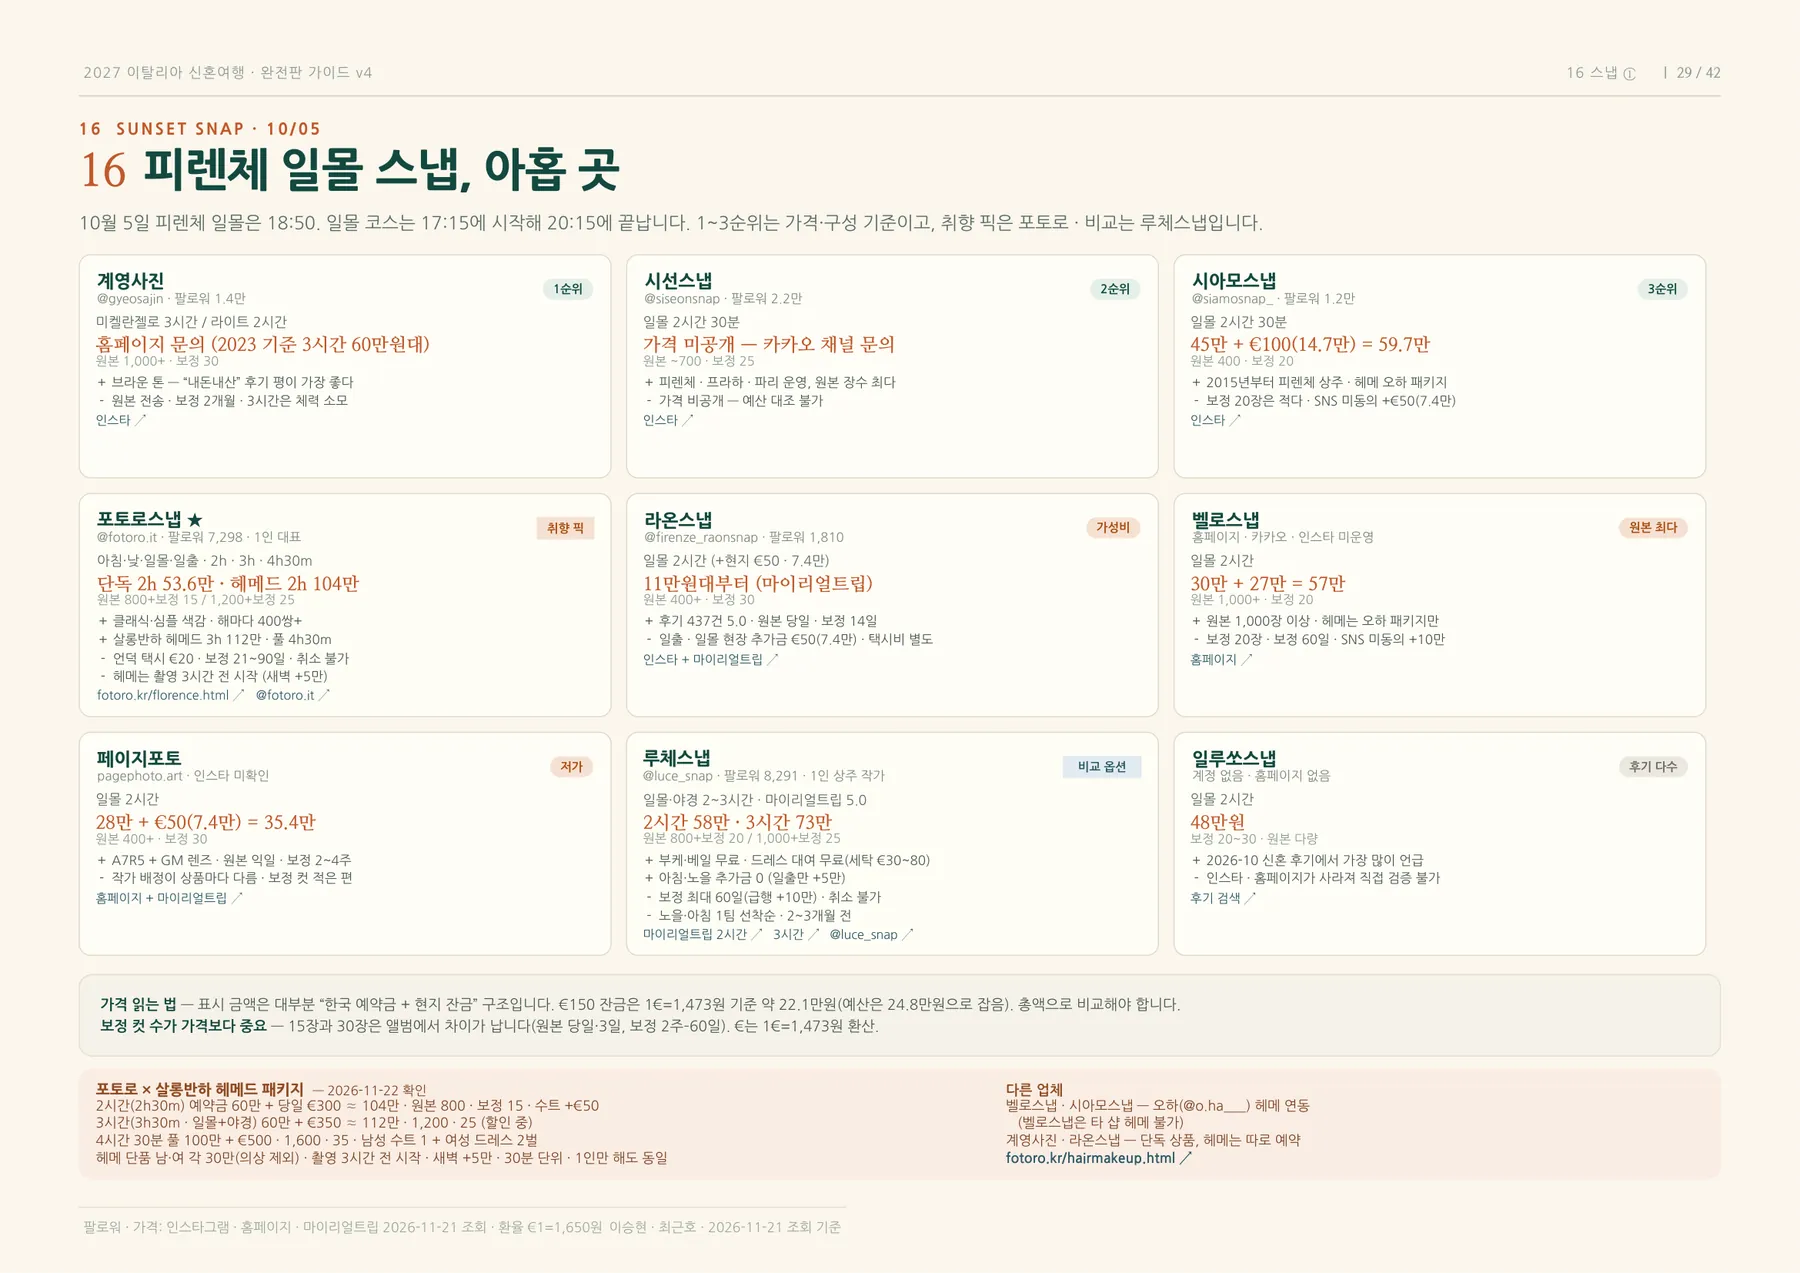 2027 이탈리아 신혼여행 · 완전판 가이드 v4
16 스냅 ① | 29 / 42
16 SUNSET SNAP · 10/05
16 피렌체 일몰 스냅, 아홉 곳
10월 5일 피렌체 일몰은 18:50. 일몰 코스는 17:15에 시작해 20:15에 끝납니다. 1~3순위는 가격·구성 기준이고, 취향 픽은 포토로 · 비교는 루체스냅입니다.
계영사진
1순위
@gyeosajin · 팔로워 1.4만
미켈란젤로 3시간 / 라이트 2시간
홈페이지 문의 (2023 기준 3시간 60만원대)
원본 1,000+ · 보정 30
+ 브라운 톤 — “내돈내산” 후기 평이 가장 좋다
- 원본 전송 · 보정 2개월 · 3시간은 체력 소모
인스타 ↗
시선스냅
2순위
@siseonsnap · 팔로워 2.2만
일몰 2시간 30분
가격 미공개 — 카카오 채널 문의
원본 ~700 · 보정 25
+ 피렌체 · 프라하 · 파리 운영, 원본 장수 최다
- 가격 비공개 — 예산 대조 불가
인스타 ↗
시아모스냅
3순위
@siamosnap_ · 팔로워 1.2만
일몰 2시간 30분
45만 + €100(14.7만) = 59.7만
원본 400 · 보정 20
+ 2015년부터 피렌체 상주 · 헤메 오하 패키지
- 보정 20장은 적다 · SNS 미동의 +€50(7.4만)
인스타 ↗
포토로스냅 ★
취향 픽
@fotoro.it · 팔로워 7,298 · 1인 대표
아침·낮·일몰·일출 · 2h · 3h · 4h30m
단독 2h 53.6만 · 헤메드 2h 104만
원본 800+보정 15 / 1,200+보정 25
+ 클래식·심플 색감 · 해마다 400쌍+
+ 살롱반하 헤메드 3h 112만 · 풀 4h30m
- 언덕 택시 €20 · 보정 21~90일 · 취소 불가
- 헤메는 촬영 3시간 전 시작 (새벽 +5만)
fotoro.kr/florence.html ↗ @fotoro.it ↗
라온스냅
가성비
@firenze_raonsnap · 팔로워 1,810
일몰 2시간 (+현지 €50 · 7.4만)
11만원대부터 (마이리얼트립)
원본 400+ · 보정 30
+ 후기 437건 5.0 · 원본 당일 · 보정 14일
- 일출 · 일몰 현장 추가금 €50(7.4만) · 택시비 별도
인스타 + 마이리얼트립 ↗
벨로스냅
원본 최다
홈페이지 · 카카오 · 인스타 미운영
일몰 2시간
30만 + 27만 = 57만
원본 1,000+ · 보정 20
+ 원본 1,000장 이상 · 헤메는 오하 패키지만
- 보정 20장 · 보정 60일 · SNS 미동의 +10만
홈페이지 ↗
페이지포토
저가
pagephoto.art · 인스타 미확인
일몰 2시간
28만 + €50(7.4만) = 35.4만
원본 400+ · 보정 30
+ A7R5 + GM 렌즈 · 원본 익일 · 보정 2~4주
- 작가 배정이 상품마다 다름 · 보정 컷 적은 편
홈페이지 + 마이리얼트립 ↗
루체스냅
비교 옵션
@luce_snap · 팔로워 8,291 · 1인 상주 작가
일몰·야경 2~3시간 · 마이리얼트립 5.0
2시간 58만 · 3시간 73만
원본 800+보정 20 / 1,000+보정 25
+ 부케·베일 무료 · 드레스 대여 무료(세탁 €30~80)
+ 아침·노을 추가금 0 (일출만 +5만)
- 보정 최대 60일(급행 +10만) · 취소 불가
- 노을·아침 1팀 선착순 · 2~3개월 전
마이리얼트립 2시간 ↗ 3시간 ↗ @luce_snap ↗
일루쏘스냅
후기 다수
계정 없음 · 홈페이지 없음
일몰 2시간
48만원
보정 20~30 · 원본 다량
+ 2026-10 신혼 후기에서 가장 많이 언급
- 인스타 · 홈페이지가 사라져 직접 검증 불가
후기 검색 ↗
가격 읽는 법 — 표시 금액은 대부분 “한국 예약금 + 현지 잔금” 구조입니다. €150 잔금은 1€=1,473원 기준 약 22.1만원(예산은 24.8만원으로 잡음). 총액으로 비교해야 합니다.
보정 컷 수가 가격보다 중요 — 15장과 30장은 앨범에서 차이가 납니다(원본 당일·3일, 보정 2주-60일). €는 1€=1,473원 환산.
포토로 × 살롱반하 헤메드 패키지 — 2026-11-22 확인
2시간(2h30m) 예약금 60만 + 당일 €300 ≈ 104만 · 원본 800 · 보정 15 · 수트 +€50
3시간(3h30m · 일몰+야경) 60만 + €350 ≈ 112만 · 1,200 · 25 (할인 중)
4시간 30분 풀 100만 + €500 · 1,600 · 35 · 남성 수트 1 + 여성 드레스 2벌
헤메 단품 남·여 각 30만(의상 제외) · 촬영 3시간 전 시작 · 새벽 +5만 · 30분 단위 · 1인만 해도 동일
다른 업체
벨로스냅 · 시아모스냅 — 오하(@o.ha___) 헤메 연동
(벨로스냅은 타 샵 헤메 불가)
계영사진 · 라온스냅 — 단독 상품, 헤메는 따로 예약
fotoro.kr/hairmakeup.html ↗
팔로워 · 가격: 인스타그램 · 홈페이지 · 마이리얼트립 2026-11-21 조회 · 환율 €1=1,650원 이승현 · 최근호 · 2026-11-21 조회 기준